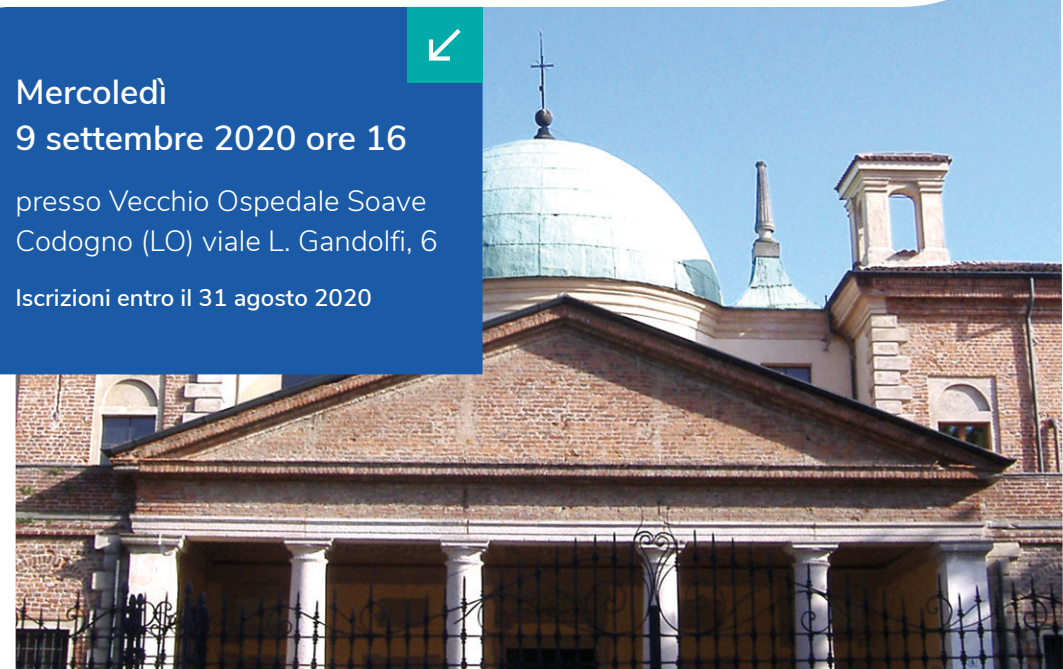 Mercoledì
9 settembre 2020 ore 16
presso Vecchio Ospedale Soave
Codogno (LO) viale L. Gandolfi, 6
Iscrizioni entro il 31 agosto 2020